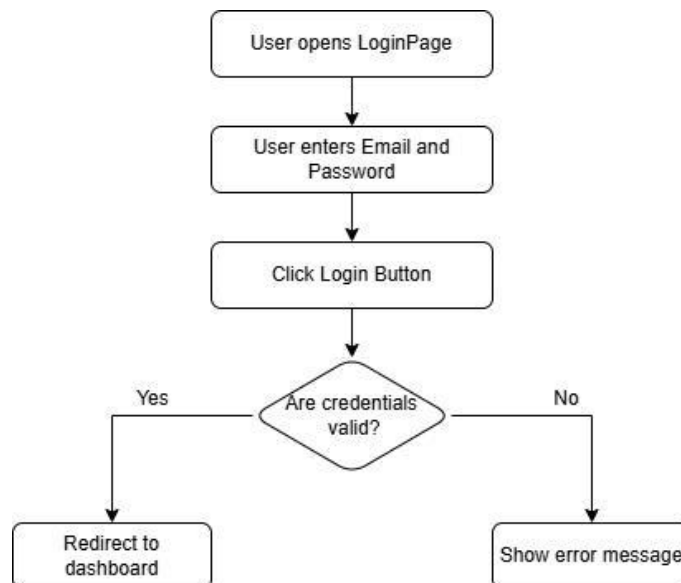 User opens LoginPage
User enters Email and
Password
Click Login Button
Are credentials
valid?
Yes
No
Redirect to
dashboard
Show error message